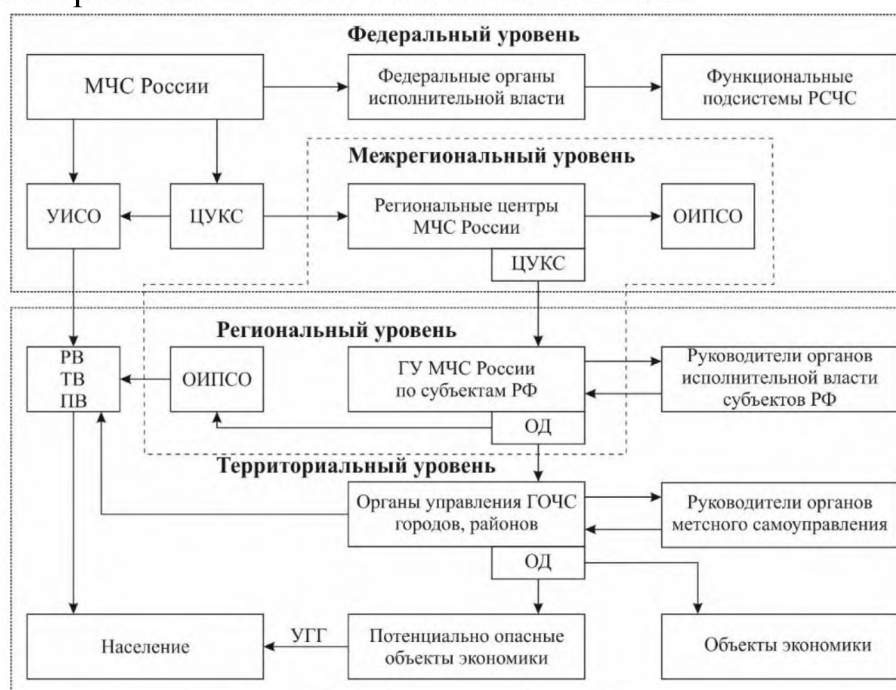 Федеральный уровень
МЧС России
Федеральные органы
исполнительной власти
Функциональные
подсистемы РСЧС
Межрегиональный уровень
УИСО
ЦУКС
Региональные центры
МЧС России
ОИПСО
ЦУКС
Региональный уровень
РВ
ТВ
ПВ
ОИПСО
ГУ МЧС России
по субъектам РФ
Руководители органов
исполнительной власти
субъектов РФ
ОД
Территориальный уровень
Органы управления ГОЧС
городов, районов
Руководители органов
метсного самоуправления
ОД
Население
УГГ
Потенциально опасные
объекты экономики
Объекты экономики